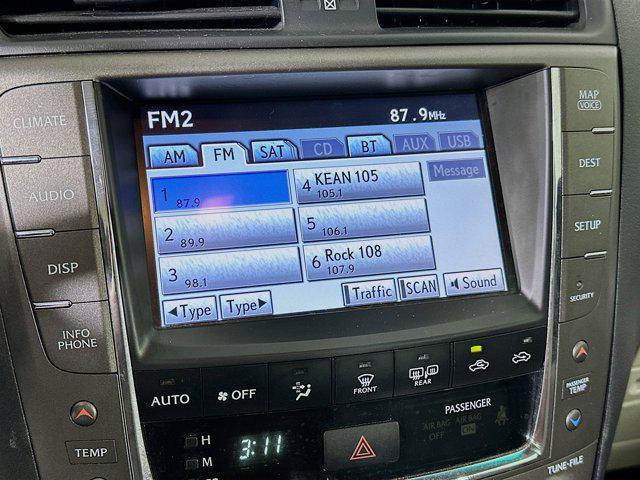 FM2 87.9MHz
AM FM SAT CD BT AUX USB
1 87.9
4 KEAN 105 105.1
Message
2 89.9
5 106.1
3 98.1
6 Rock 108 107.9
◀Type Type▶ Traffic SCAN Sound
CLIMATE
AUDIO
DISP
INFO
PHONE
TEMP
MAP
VOICE
DEST
SETUP
SECURITY
PASSENGER
TEMP
TUNE·FILE
AUTO OFF FRONT REAR
H
M
3:11
PASSENGER
AIR BAG
OFF
AIR BAG
ON